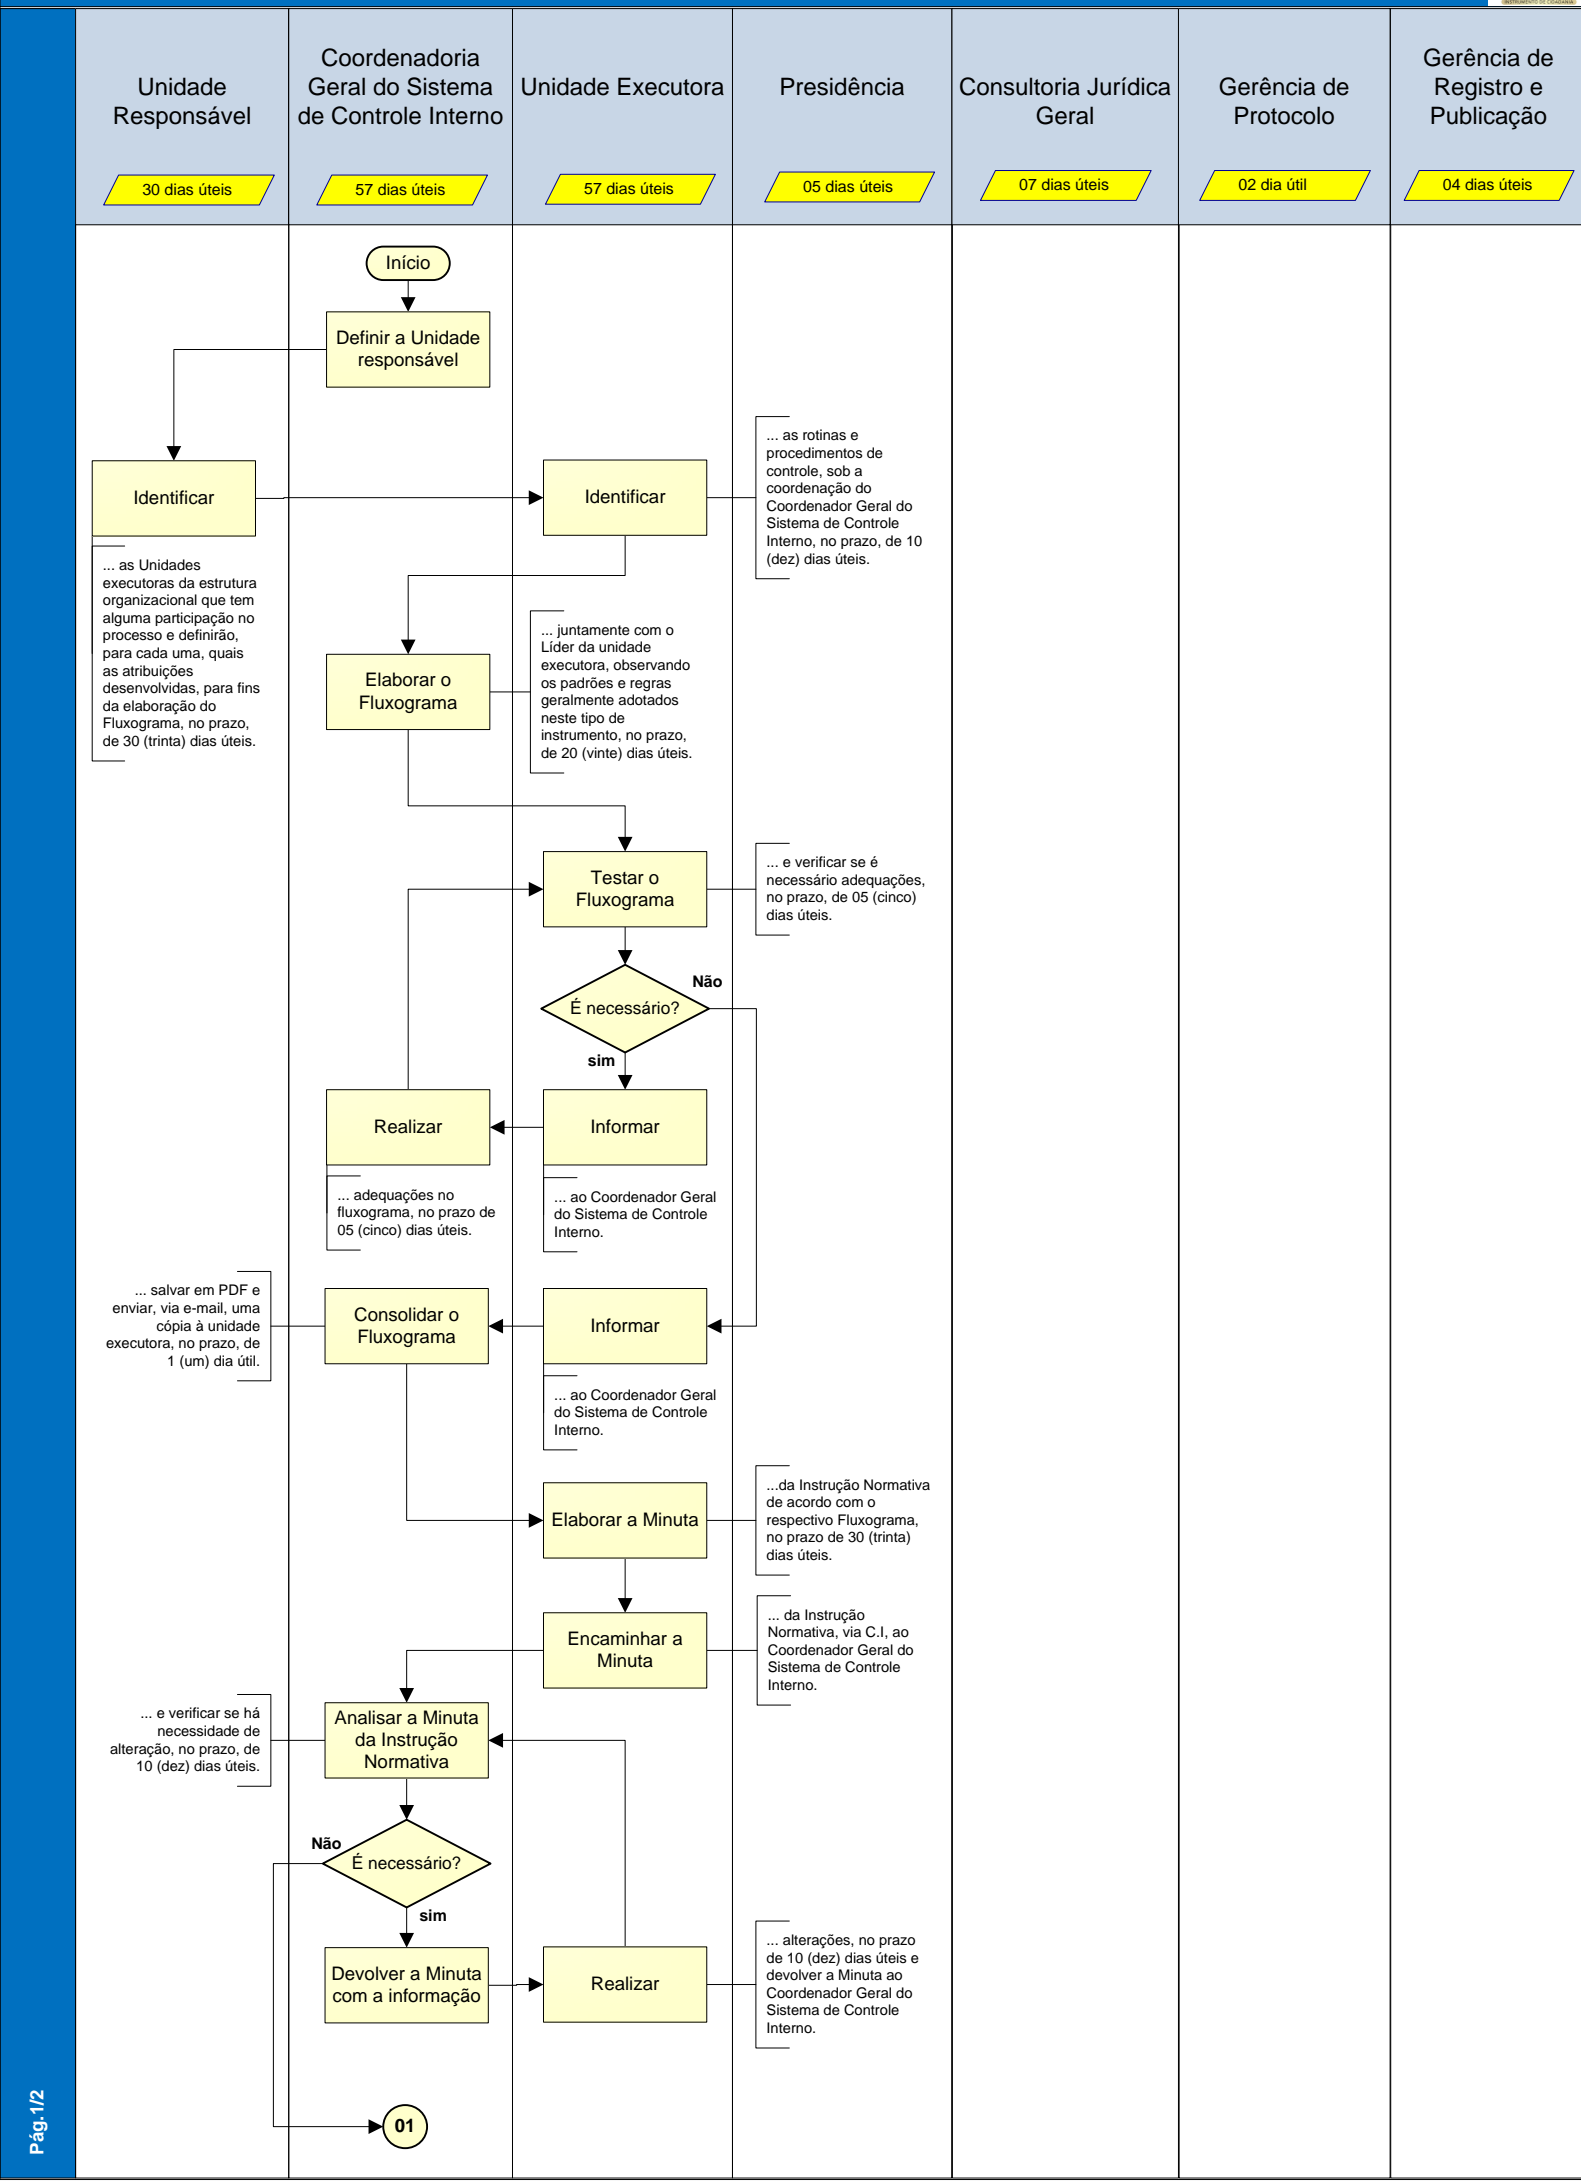 INSTRUMENTO DE CIDADANIA
Unidade
Responsável
Coordenadoria
Geral do Sistema
de Controle Interno
Unidade Executora
Presidência
Consultoria Jurídica
Geral
Gerência de
Protocolo
Gerência de
Registro e
Publicação
30 dias úteis
57 dias úteis
57 dias úteis
05 dias úteis
07 dias úteis
02 dia útil
04 dias úteis
Início
Definir a Unidade
responsável
Identificar
... as Unidades
executoras da estrutura
organizacional que tem
alguma participação no
processo e definirão,
para cada uma, quais
as atribuições
desenvolvidas, para fins
da elaboração do
Fluxograma, no prazo,
de 30 (trinta) dias úteis.
Identificar
... as rotinas e
procedimentos de
controle, sob a
coordenação do
Coordenador Geral do
Sistema de Controle
Interno, no prazo, de 10
(dez) dias úteis.
Elaborar o
Fluxograma
... juntamente com o
Líder da unidade
executora, observando
os padrões e regras
geralmente adotados
neste tipo de
instrumento, no prazo,
de 20 (vinte) dias úteis.
Testar o
Fluxograma
... e verificar se é
necessário adequações,
no prazo, de 05 (cinco)
dias úteis.
É necessário?
Não
sim
Realizar
... adequações no
fluxograma, no prazo de
05 (cinco) dias úteis.
Informar
... ao Coordenador Geral
do Sistema de Controle
Interno.
... salvar em PDF e
enviar, via e-mail, uma
cópia à unidade
executora, no prazo, de
1 (um) dia útil.
Consolidar o
Fluxograma
Informar
... ao Coordenador Geral
do Sistema de Controle
Interno.
Elaborar a Minuta
...da Instrução Normativa
de acordo com o
respectivo Fluxograma,
no prazo de 30 (trinta)
dias úteis.
Encaminhar a
Minuta
... da Instrução
Normativa, via C.I, ao
Coordenador Geral do
Sistema de Controle
Interno.
... e verificar se há
necessidade de
alteração, no prazo, de
10 (dez) dias úteis.
Analisar a Minuta
da Instrução
Normativa
Não
É necessário?
sim
Devolver a Minuta
com a informação
Realizar
... alterações, no prazo
de 10 (dez) dias úteis e
devolver a Minuta ao
Coordenador Geral do
Sistema de Controle
Interno.
01
Pág.1/2